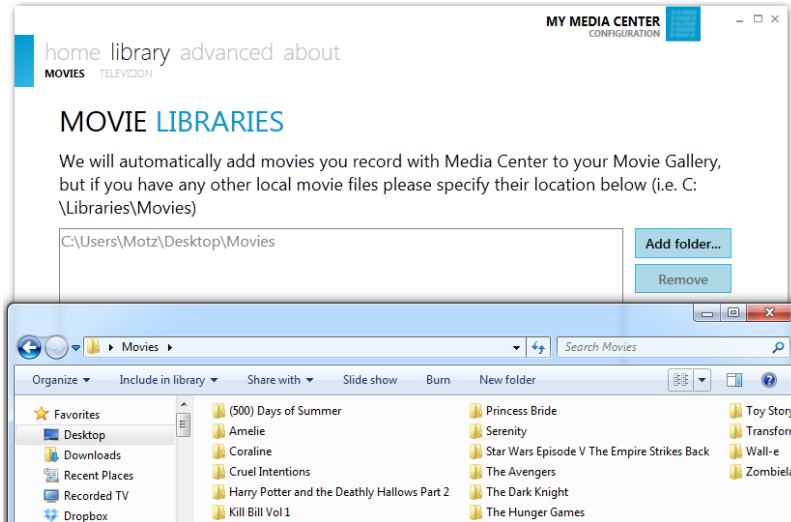 MY MEDIA CENTER
CONFIGURATION
home library advanced about
MOVIES TELEVISION
MOVIE LIBRARIES
We will automatically add movies you record with Media Center to your Movie Gallery,
but if you have any other local movie files please specify their location below (i.e. C:
\Libraries\Movies)
C:\Users\Motz\Desktop\Movies
Add folder...
Remove
Movies
Search Movies
Organize
Include in library
Share with
Slide show
Burn
New folder
Favorites
Desktop
Downloads
Recent Places
Recorded TV
Dropbox
(500) Days of Summer
Amelie
Coraline
Cruel Intentions
Harry Potter and the Deathly Hallows Part 2
Kill Bill Vol 1
Princess Bride
Serenity
Star Wars Episode V The Empire Strikes Back
The Avengers
The Dark Knight
The Hunger Games
Toy Story
Transfor
Wall-e
Zombiela